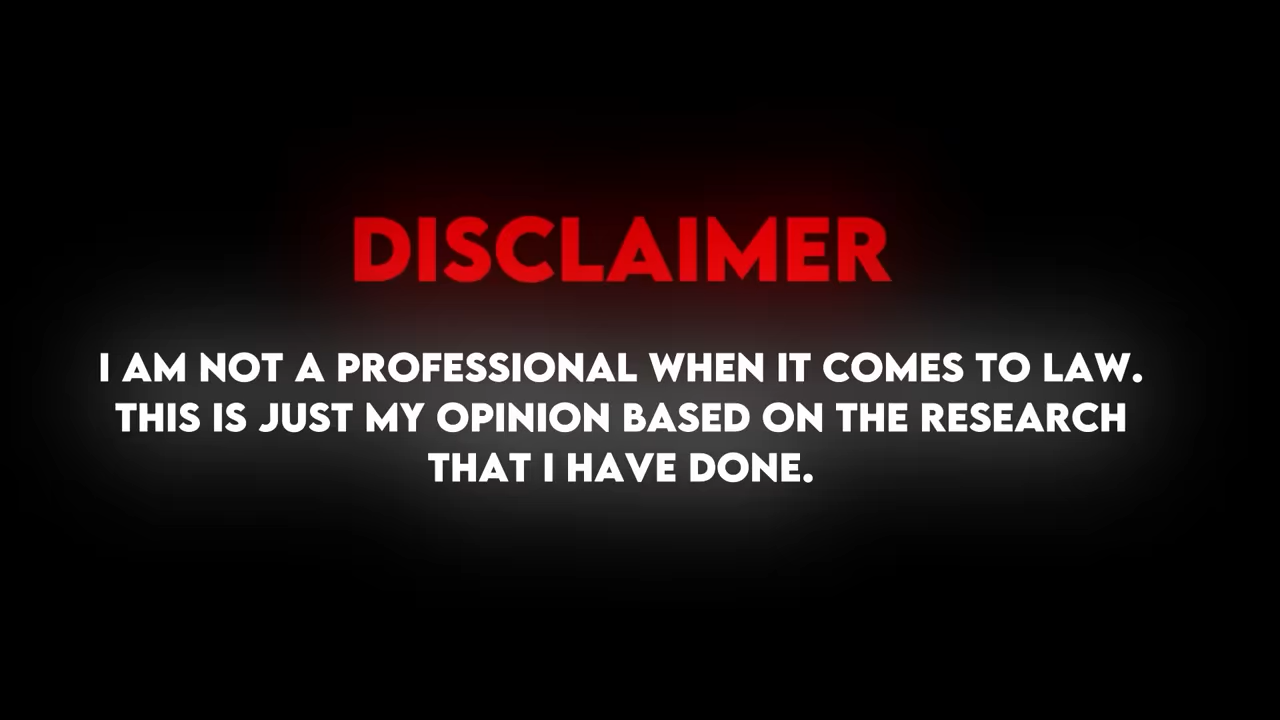 DISCLAIMER
I AM NOT A PROFESSIONAL WHEN IT COMES TO LAW.
THIS IS JUST MY OPINION BASED ON THE RESEARCH
THAT I HAVE DONE.